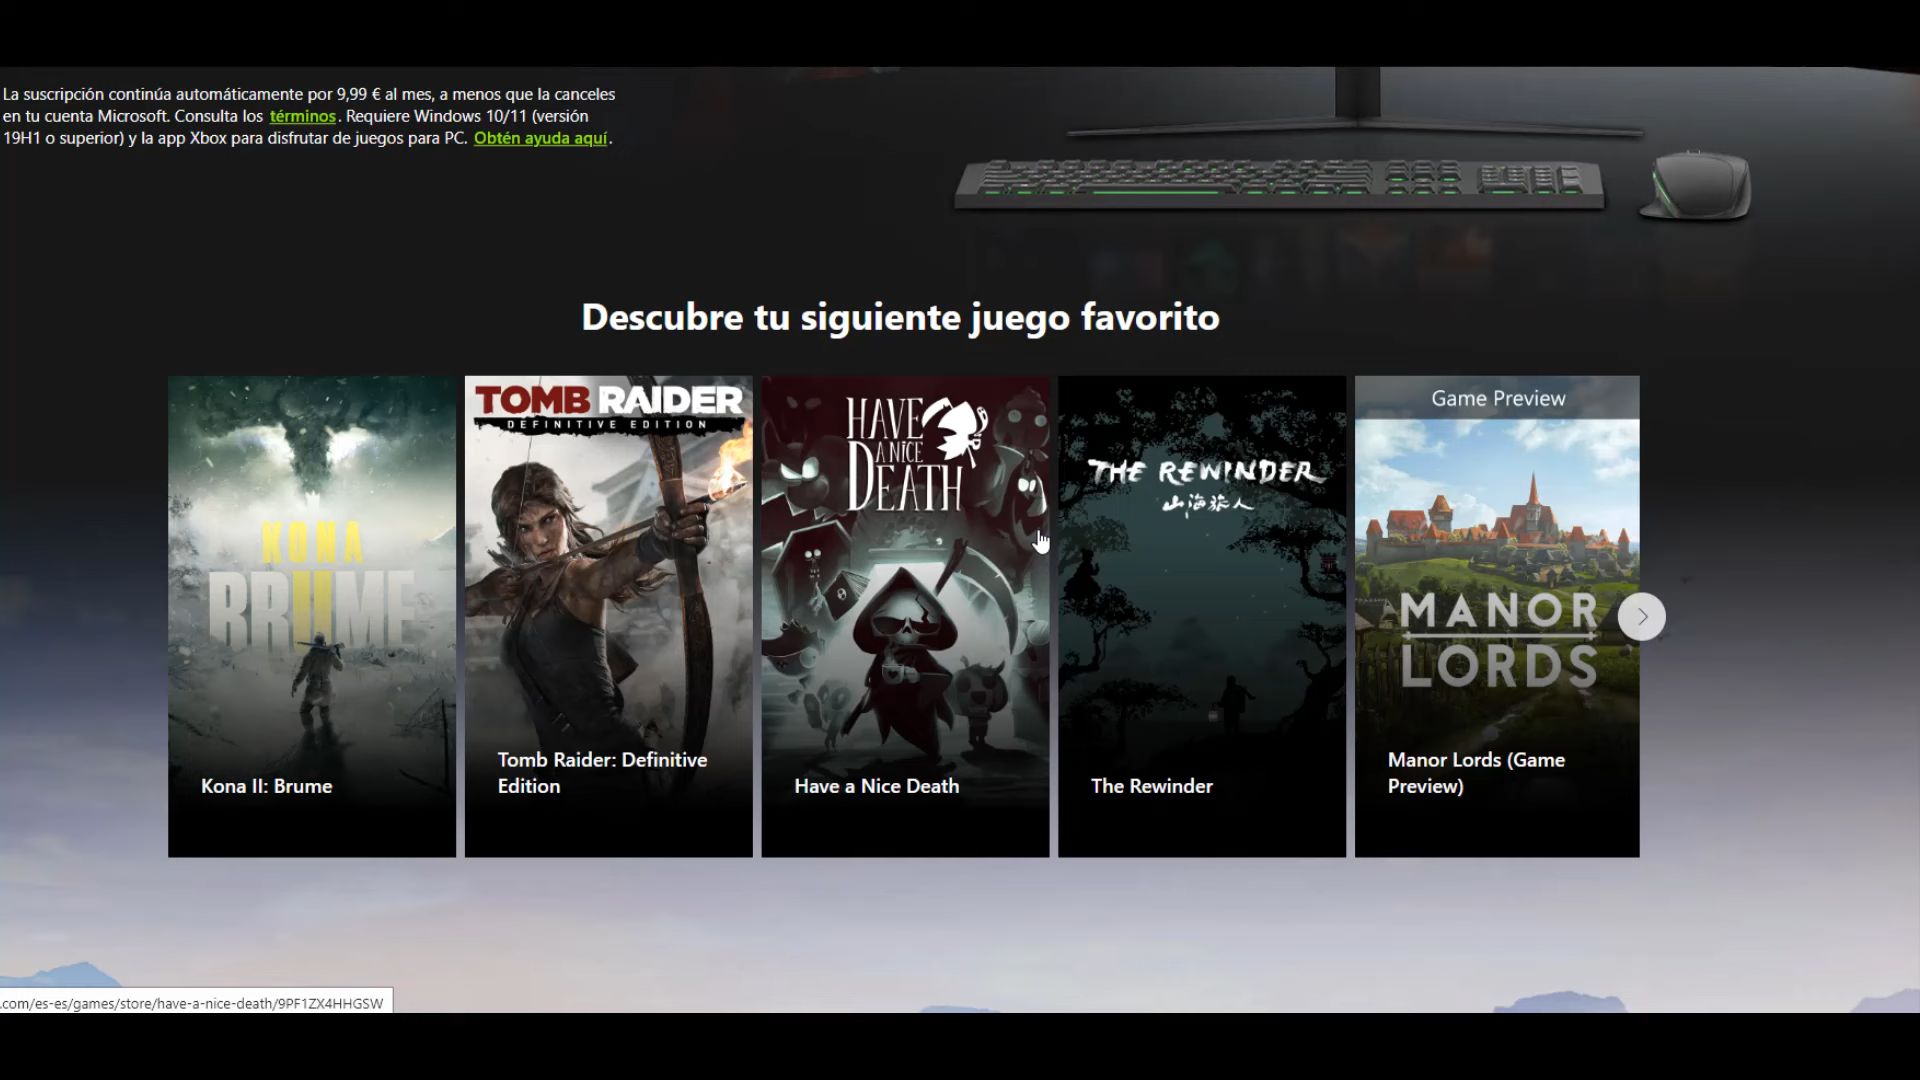 La suscripción continúa automáticamente por 9,99 € al mes, a menos que la canceles
en tu cuenta Microsoft. Consulta los términos. Requiere Windows 10/11 (versión
19H1 o superior) y la app Xbox para disfrutar de juegos para PC. Obtén ayuda aquí.
Descubre tu siguiente juego favorito
KONA
BRUME
Kona II: Brume
TOMB RAIDER
DEFINITIVE EDITION
Tomb Raider: Definitive
Edition
HAVE
A NICE
DEATH
Have a Nice Death
THE REWINDER
山海旅人
The Rewinder
Game Preview
MANOR
LORDS
Manor Lords (Game
Preview)
.com/es-es/games/store/have-a-nice-death/9PF1ZX4HHGSW